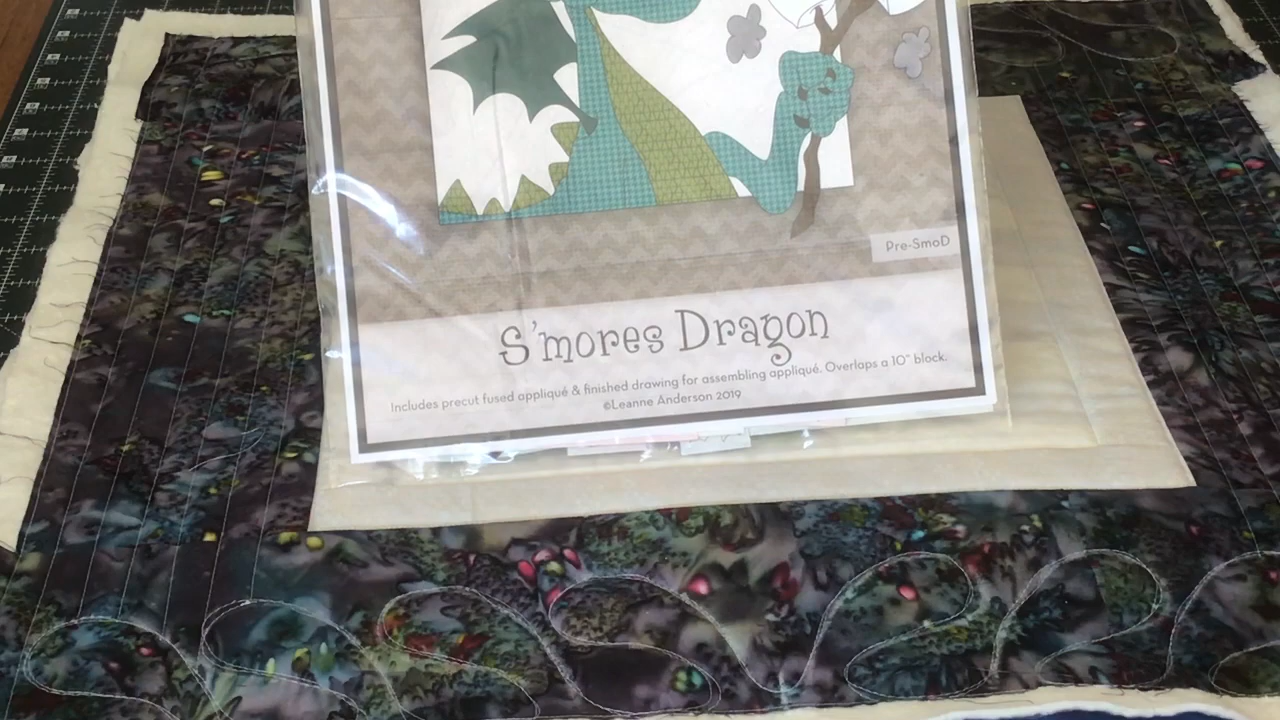 Pre-SmoD
S'mores Dragon
Includes precut fused appliqué & finished drawing for assembling appliqué. Overlaps a 10" block.
©Leanne Anderson 2019